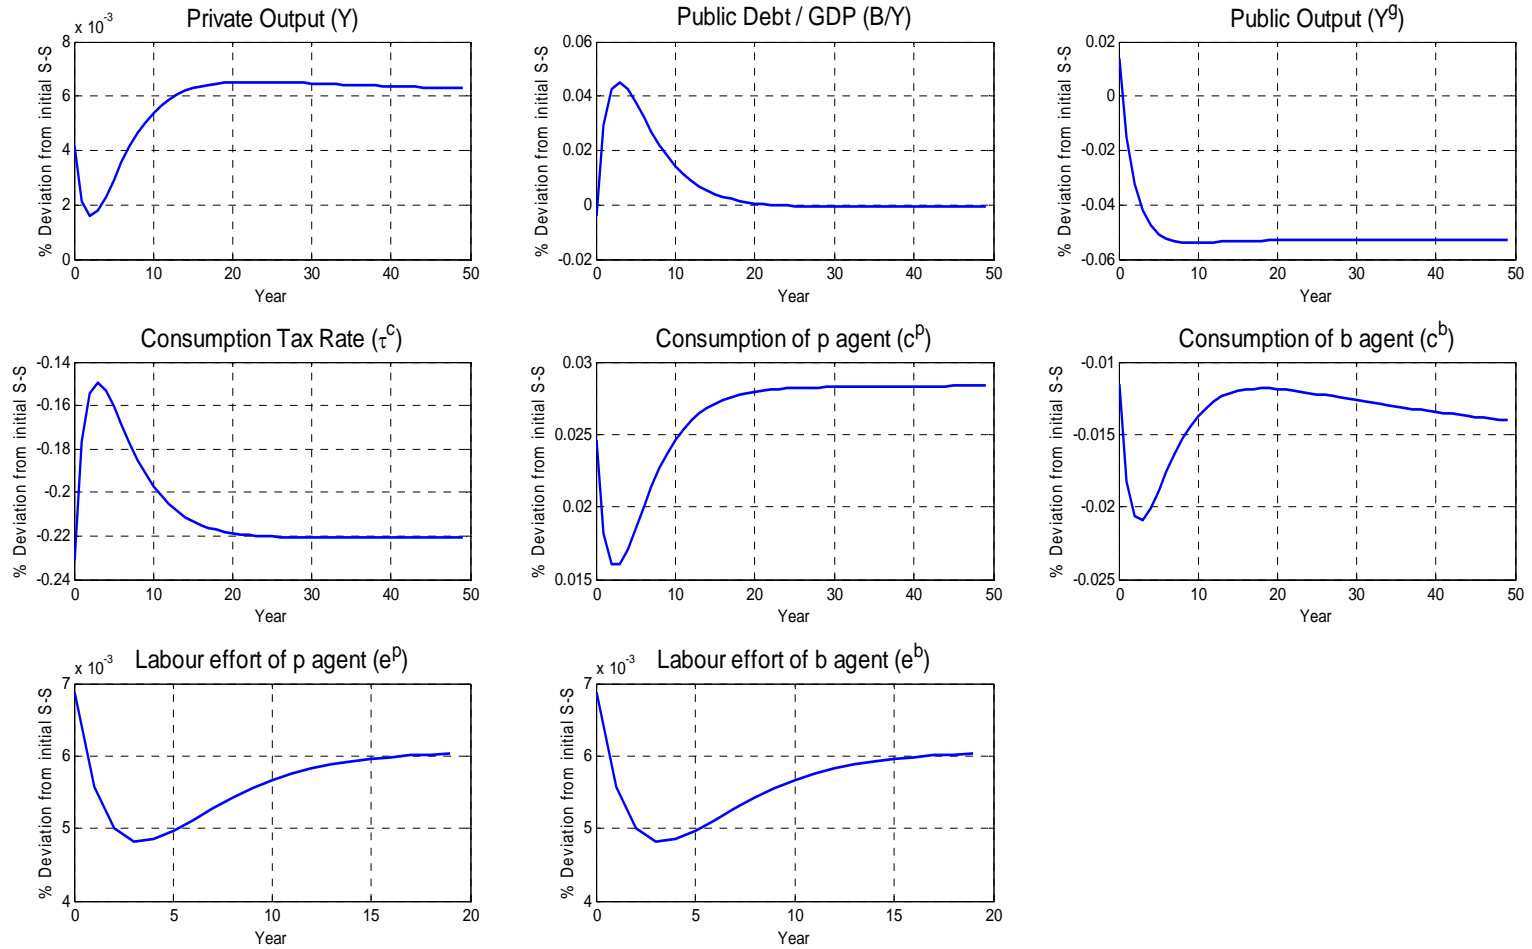 Private Output (Y)
x 10-3
% Deviation from initial S-S
8
6
4
2
0
0 10 20 30 40 50
Year
Public Debt / GDP (B/Y)
% Deviation from initial S-S
0.06
0.04
0.02
0
-0.02
0 10 20 30 40 50
Year
Public Output (Yg)
% Deviation from initial S-S
0.02
0
-0.02
-0.04
-0.06
0 10 20 30 40 50
Year
Consumption Tax Rate (τc)
% Deviation from initial S-S
-0.14
-0.16
-0.18
-0.2
-0.22
-0.24
0 10 20 30 40 50
Year
Consumption of p agent (cp)
% Deviation from initial S-S
0.03
0.025
0.02
0.015
0 10 20 30 40 50
Year
Consumption of b agent (cb)
% Deviation from initial S-S
-0.01
-0.015
-0.02
-0.025
0 10 20 30 40 50
Year
Labour effort of p agent (ep)
x 10-3
% Deviation from initial S-S
7
6
5
4
0 5 10 15 20
Year
Labour effort of b agent (eb)
x 10-3
% Deviation from initial S-S
7
6
5
4
0 5 10 15 20
Year